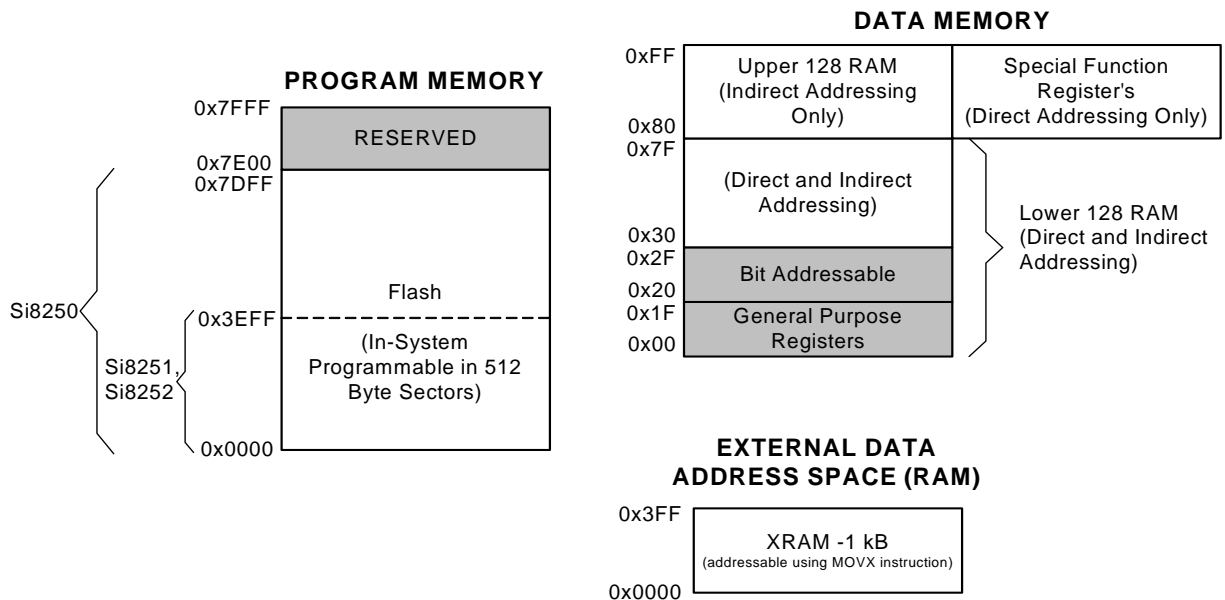 PROGRAM MEMORY
0x7FFF
RESERVED
0x7E00
0x7DFF
Flash
Si8250
0x3EFF
(In-System
Programmable in 512
Byte Sectors)
Si8251,
Si8252
0x0000
DATA MEMORY
0xFF
Upper 128 RAM
(Indirect Addressing
Only)
Special Function
Register's
(Direct Addressing Only)
0x80
0x7F
(Direct and Indirect
Addressing)
0x30
0x2F
Bit Addressable
0x20
0x1F
General Purpose
Registers
0x00
Lower 128 RAM
(Direct and Indirect
Addressing)
EXTERNAL DATA
ADDRESS SPACE (RAM)
0x3FF
XRAM -1 kB
(addressable using MOVX instruction)
0x0000